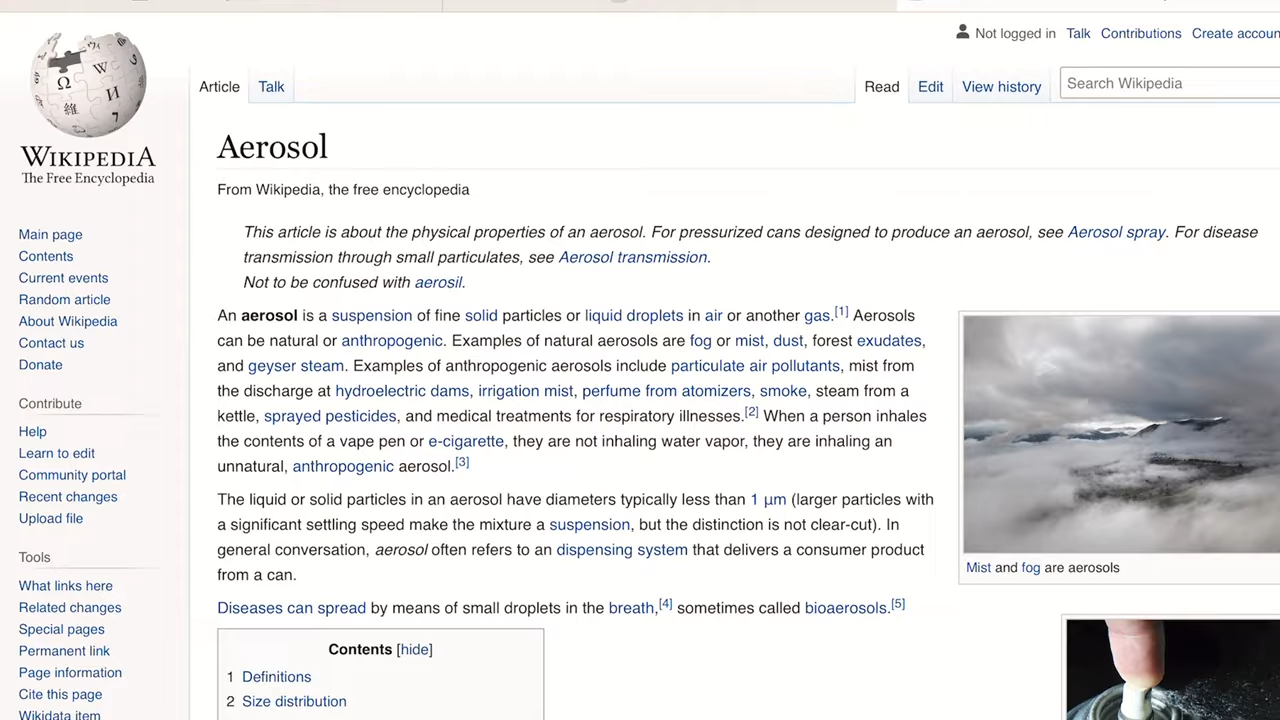 Not logged in Talk Contributions Create accoun
Article Talk Read Edit View history Search Wikipedia
Ω W И 維 7
WIKIPEDIA
The Free Encyclopedia
Main page
Contents
Current events
Random article
About Wikipedia
Contact us
Donate
Contribute
Help
Learn to edit
Community portal
Recent changes
Upload file
Tools
What links here
Related changes
Special pages
Permanent link
Page information
Cite this page
Wikidata item
Aerosol
From Wikipedia, the free encyclopedia
This article is about the physical properties of an aerosol. For pressurized cans designed to produce an aerosol, see Aerosol spray. For disease
transmission through small particulates, see Aerosol transmission.
Not to be confused with aerosil.
An aerosol is a suspension of fine solid particles or liquid droplets in air or another gas.[1] Aerosols
can be natural or anthropogenic. Examples of natural aerosols are fog or mist, dust, forest exudates,
and geyser steam. Examples of anthropogenic aerosols include particulate air pollutants, mist from
the discharge at hydroelectric dams, irrigation mist, perfume from atomizers, smoke, steam from a
kettle, sprayed pesticides, and medical treatments for respiratory illnesses.[2] When a person inhales
the contents of a vape pen or e-cigarette, they are not inhaling water vapor, they are inhaling an
unnatural, anthropogenic aerosol.[3]
The liquid or solid particles in an aerosol have diameters typically less than 1 μm (larger particles with
a significant settling speed make the mixture a suspension, but the distinction is not clear-cut). In
general conversation, aerosol often refers to an dispensing system that delivers a consumer product
from a can.
Diseases can spread by means of small droplets in the breath,[4] sometimes called bioaerosols.[5]
Contents [hide]
1 Definitions
2 Size distribution
Mist and fog are aerosols